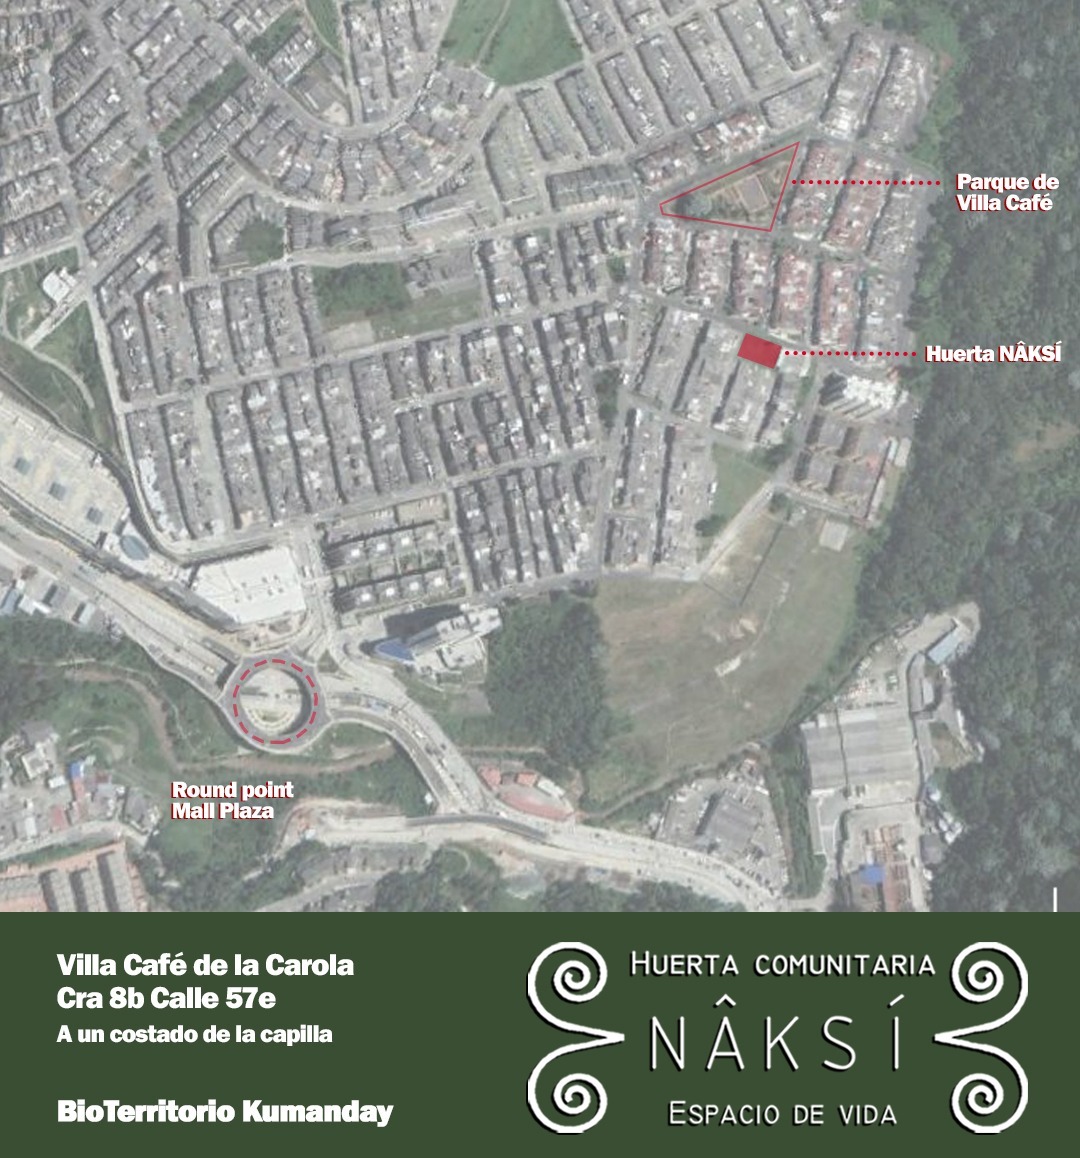 Parque de
Villa Café
Huerta NÂKSÍ
Round point
Mall Plaza
Villa Café de la Carola
Cra 8b Calle 57e
A un costado de la capilla
BioTerritorio Kumanday
HUERTA COMUNITARIA
NÂKSÍ
ESPACIO DE VIDA